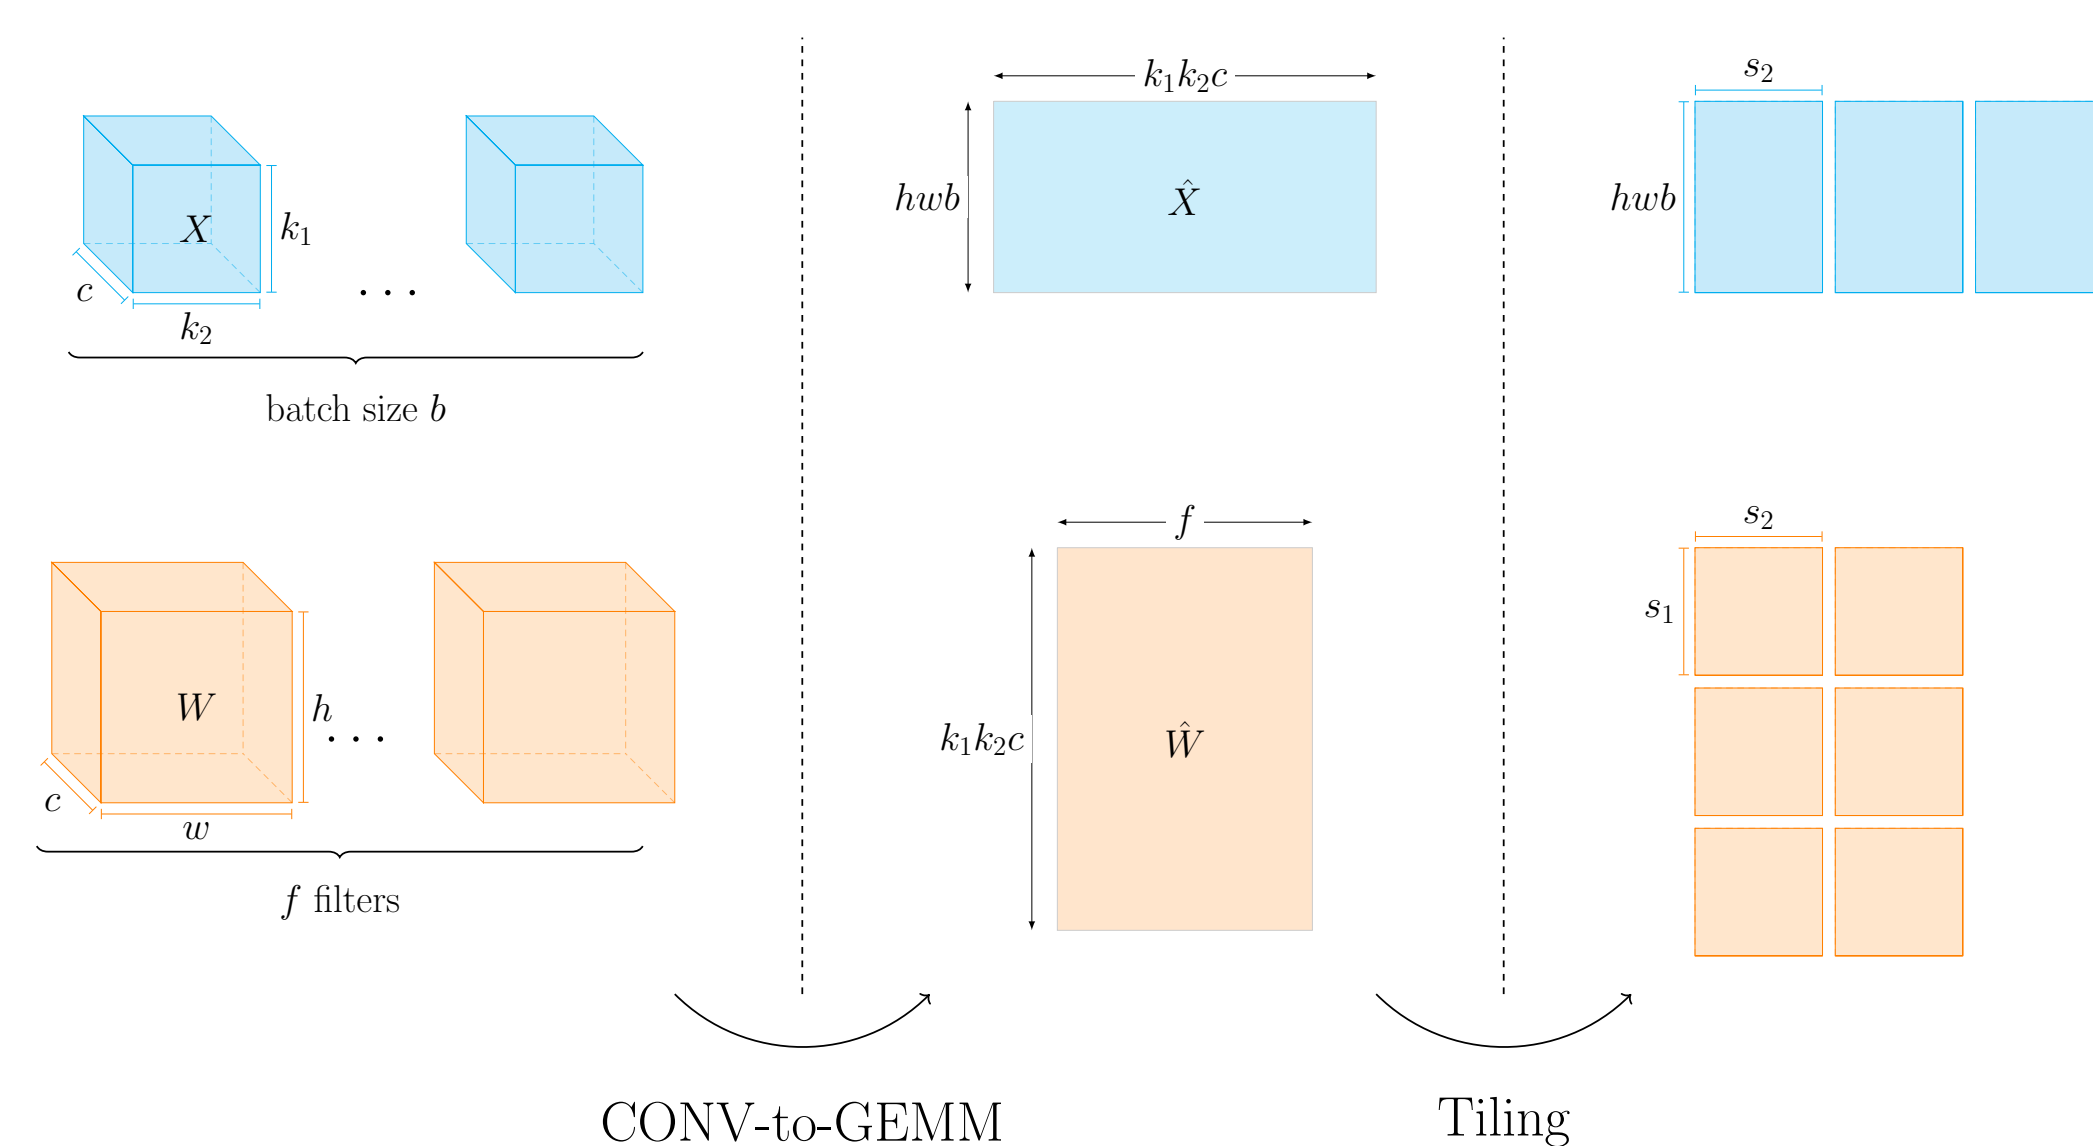 X
k₁
c
k₂
batch size b
W
h
c
w
f filters
k₁k₂c
hwb
X̂
f
k₁k₂c
Ŵ
s₂
hwb
s₂
s₁
CONV-to-GEMM
Tiling